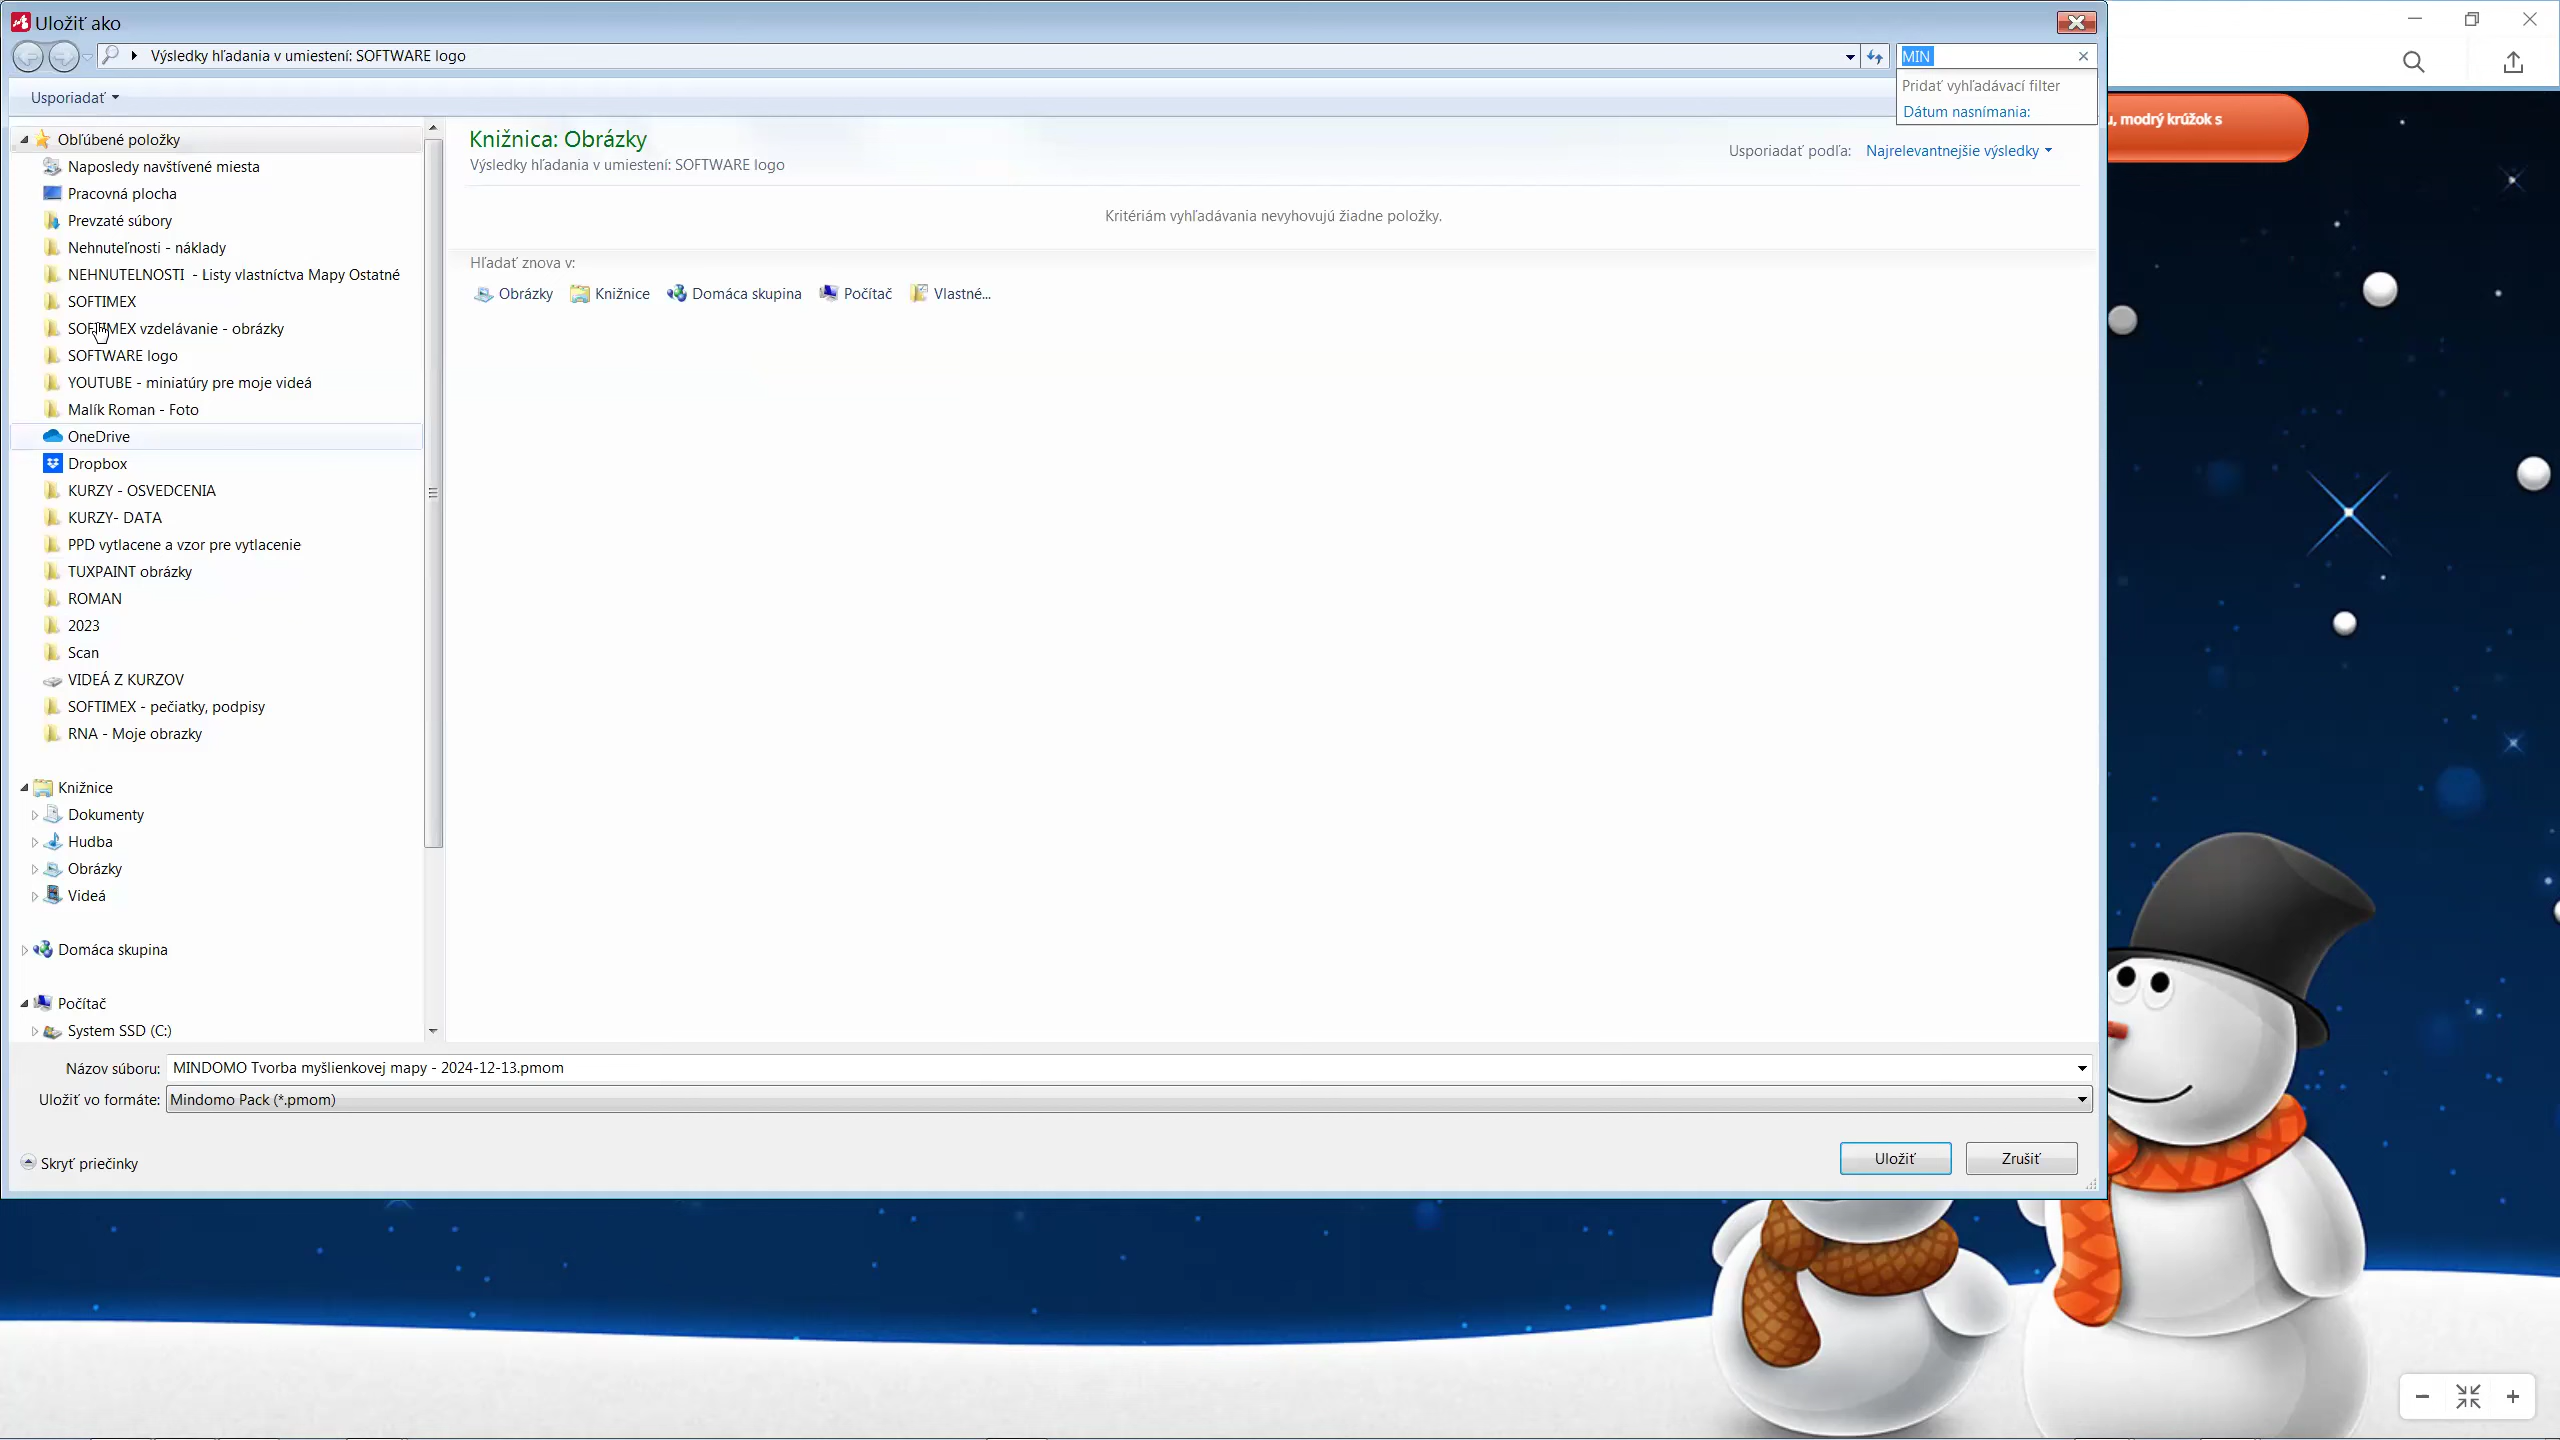 Uložiť ako
Výsledky hľadania v umiestení: SOFTWARE logo
MIN
Pridať vyhľadávací filter
Dátum nasnímania:
Usporiadať
u, modrý krúžok s
Obľúbené položky
Naposledy navštívené miesta
Pracovná plocha
Prevzaté súbory
Nehnuteľnosti - náklady
NEHNUTELNOSTI - Listy vlastníctva Mapy Ostatné
SOFTIMEX
SOFTIMEX vzdelávanie - obrázky
SOFTWARE logo
YOUTUBE - miniatúry pre moje videá
Malík Roman - Foto
OneDrive
Dropbox
KURZY - OSVEDCENIA
KURZY- DATA
PPD vytlacene a vzor pre vytlacenie
TUXPAINT obrázky
ROMAN
2023
Scan
VIDEÁ Z KURZOV
SOFTIMEX - pečiatky, podpisy
RNA - Moje obrazky
Knižnice
Dokumenty
Hudba
Obrázky
Videá
Domáca skupina
Počítač
System SSD (C:)
Knižnica: Obrázky
Výsledky hľadania v umiestení: SOFTWARE logo
Usporiadať podľa: Najrelevantnejšie výsledky
Kritériám vyhľadávania nevyhovujú žiadne položky.
Hľadať znova v:
Obrázky Knižnice Domáca skupina Počítač Vlastné...
Názov súboru: MINDOMO Tvorba myšlienkovej mapy - 2024-12-13.pmom
Uložiť vo formáte: Mindomo Pack (*.pmom)
Skryť priečinky
Uložiť Zrušiť